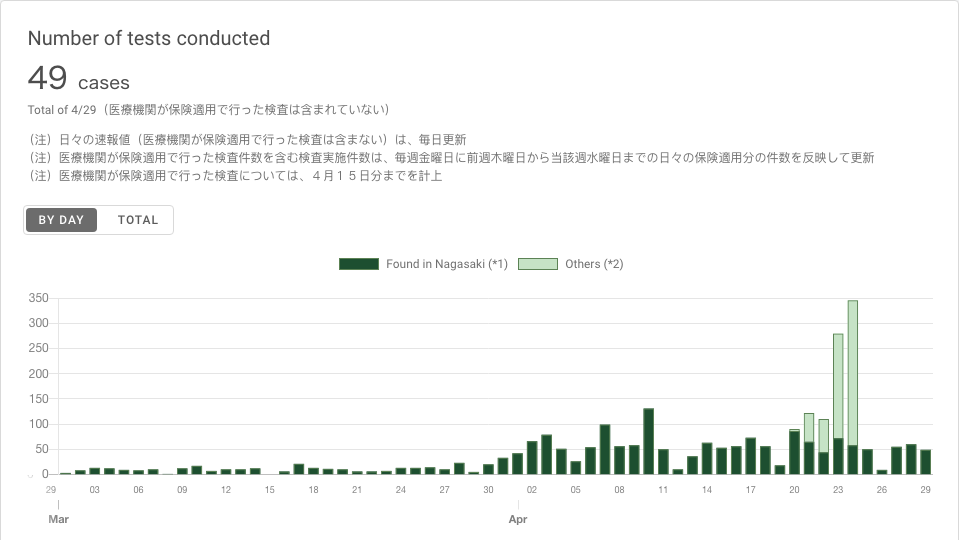 Number of tests conducted
49 cases
Total of 4/29（医療機関が保険適用で行った検査は含まれていない）
（注）日々の速報値（医療機関が保険適用で行った検査は含まない）は、毎日更新
（注）医療機関が保険適用で行った検査件数を含む検査実施件数は、毎週金曜日に前週木曜日から当該週水曜日までの日々の保険適用分の件数を反映して更新
（注）医療機関が保険適用で行った検査については、４月１５日分までを計上
BY DAY TOTAL
Found in Nagasaki (*1) Others (*2)
350
300
250
200
150
100
50
0
29 03 06 09 12 15 18 21 24 27 30 02 05 08 11 14 17 20 23 26 29
Mar Apr